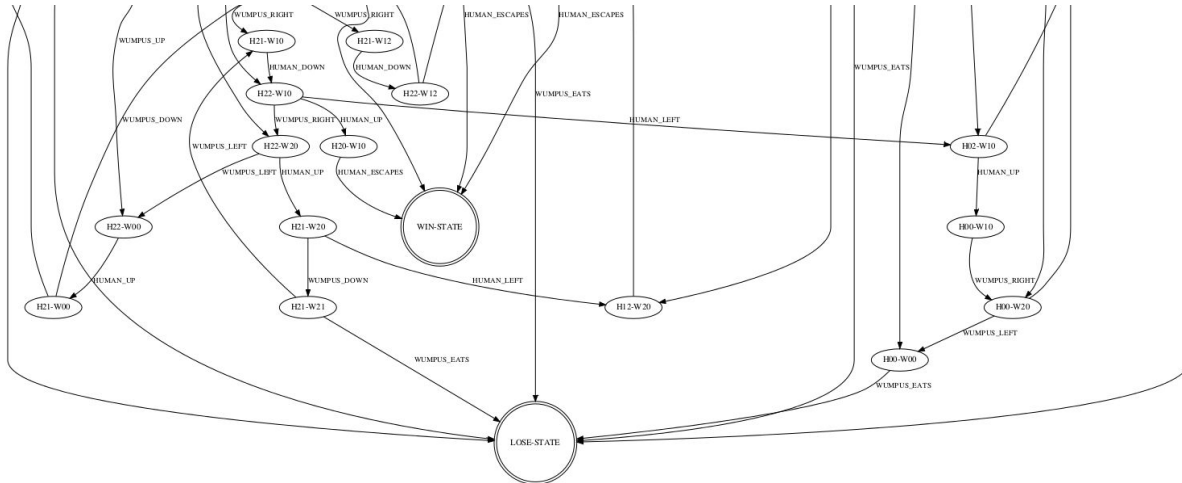 WUMPUS_RIGHT
WUMPUS_RIGHT
HUMAN_ESCAPES
HUMAN_ESCAPES
WUMPUS_UP
H21-W10
H21-W12
HUMAN_DOWN
HUMAN_DOWN
WUMPUS_EATS
H22-W10
H22-W12
WUMPUS_EATS
WUMPUS_DOWN
WUMPUS_RIGHT
HUMAN_UP
HUMAN_LEFT
WUMPUS_LEFT
H22-W20
H20-W10
H02-W10
WUMPUS_LEFT
HUMAN_UP
HUMAN_ESCAPES
HUMAN_UP
H22-W00
H21-W20
WIN-STATE
H00-W10
HUMAN_UP
WUMPUS_DOWN
HUMAN_LEFT
WUMPUS_RIGHT
H21-W00
H21-W21
H12-W20
H00-W20
WUMPUS_LEFT
WUMPUS_EATS
H00-W00
WUMPUS_EATS
LOSE-STATE